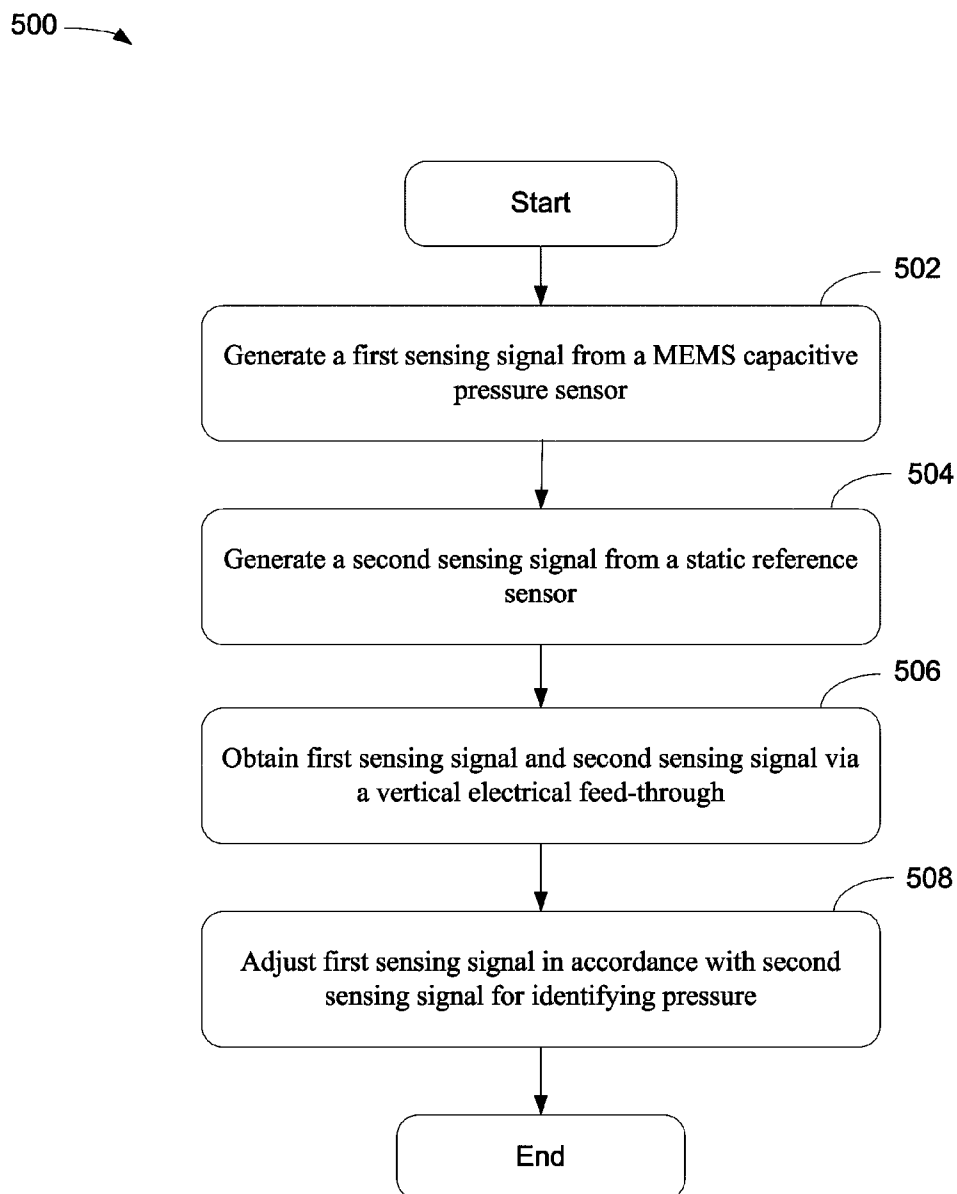 500
Start
502
Generate a first sensing signal from a MEMS capacitive
pressure sensor
504
Generate a second sensing signal from a static reference
sensor
506
Obtain first sensing signal and second sensing signal via
a vertical electrical feed-through
508
Adjust first sensing signal in accordance with second
sensing signal for identifying pressure
End